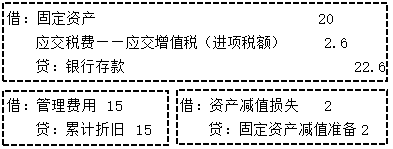 借：固定资产 20
应交税费——应交增值税（进项税额） 2.6
贷：银行存款 22.6
借：管理费用 15
贷：累计折旧 15
借：资产减值损失 2
贷：固定资产减值准备 2